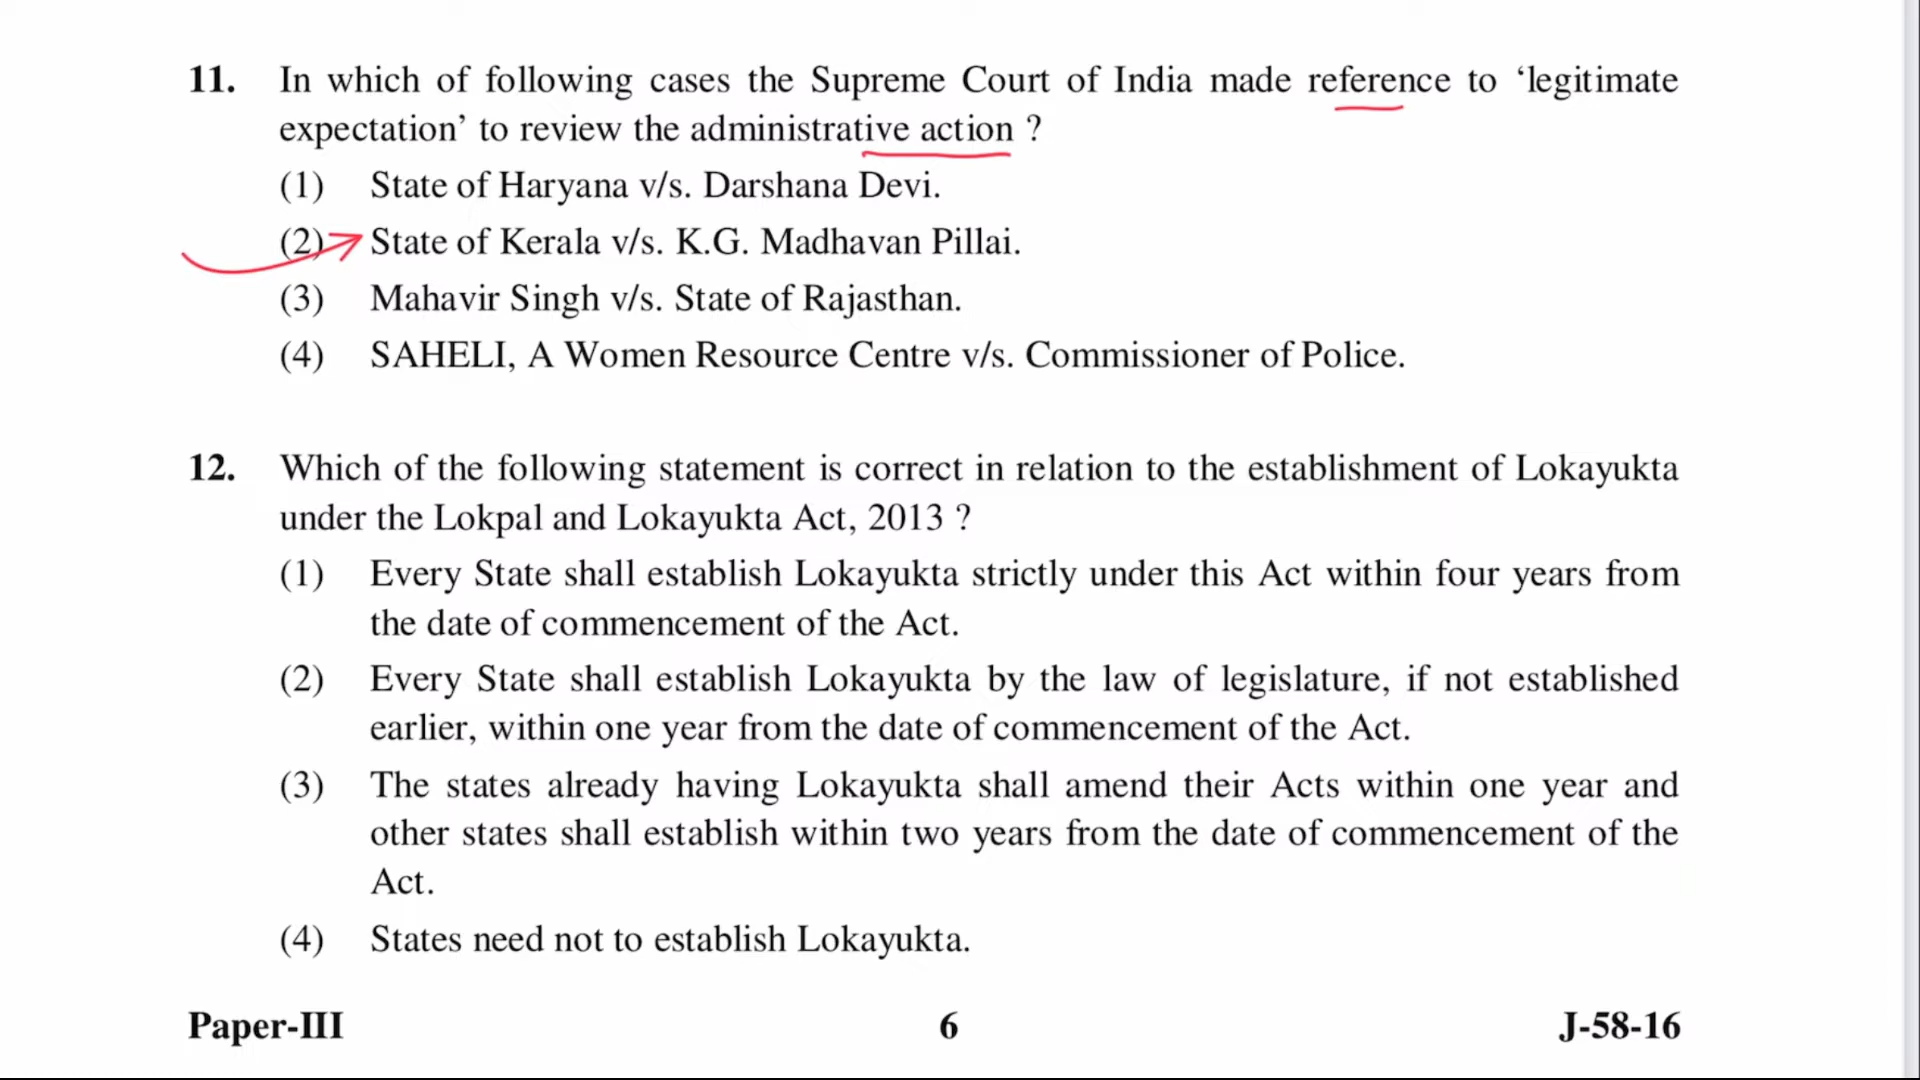 11. In which of following cases the Supreme Court of India made reference to ‘legitimate
expectation’ to review the administrative action ?
(1) State of Haryana v/s. Darshana Devi.
(2) State of Kerala v/s. K.G. Madhavan Pillai.
(3) Mahavir Singh v/s. State of Rajasthan.
(4) SAHELI, A Women Resource Centre v/s. Commissioner of Police.
12. Which of the following statement is correct in relation to the establishment of Lokayukta
under the Lokpal and Lokayukta Act, 2013 ?
(1) Every State shall establish Lokayukta strictly under this Act within four years from
the date of commencement of the Act.
(2) Every State shall establish Lokayukta by the law of legislature, if not established
earlier, within one year from the date of commencement of the Act.
(3) The states already having Lokayukta shall amend their Acts within one year and
other states shall establish within two years from the date of commencement of the
Act.
(4) States need not to establish Lokayukta.
Paper-III 6 J-58-16